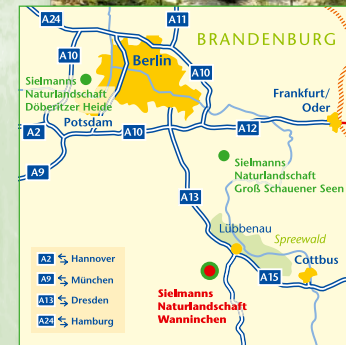 A24
A11
BRANDENBURG
A10
Berlin
A10
Sielmanns
Naturlandschaft
Döberitzer Heide
Frankfurt/
Oder
Potsdam
A2
A10
A12
Sielmanns
Naturlandschaft
Groß Schauener Seen
A9
A13
Lübbenau
Spreewald
Cottbus
A15
A2 Hannover
A9 München
A13 Dresden
A24 Hamburg
Sielmanns
Naturlandschaft
Wanninchen